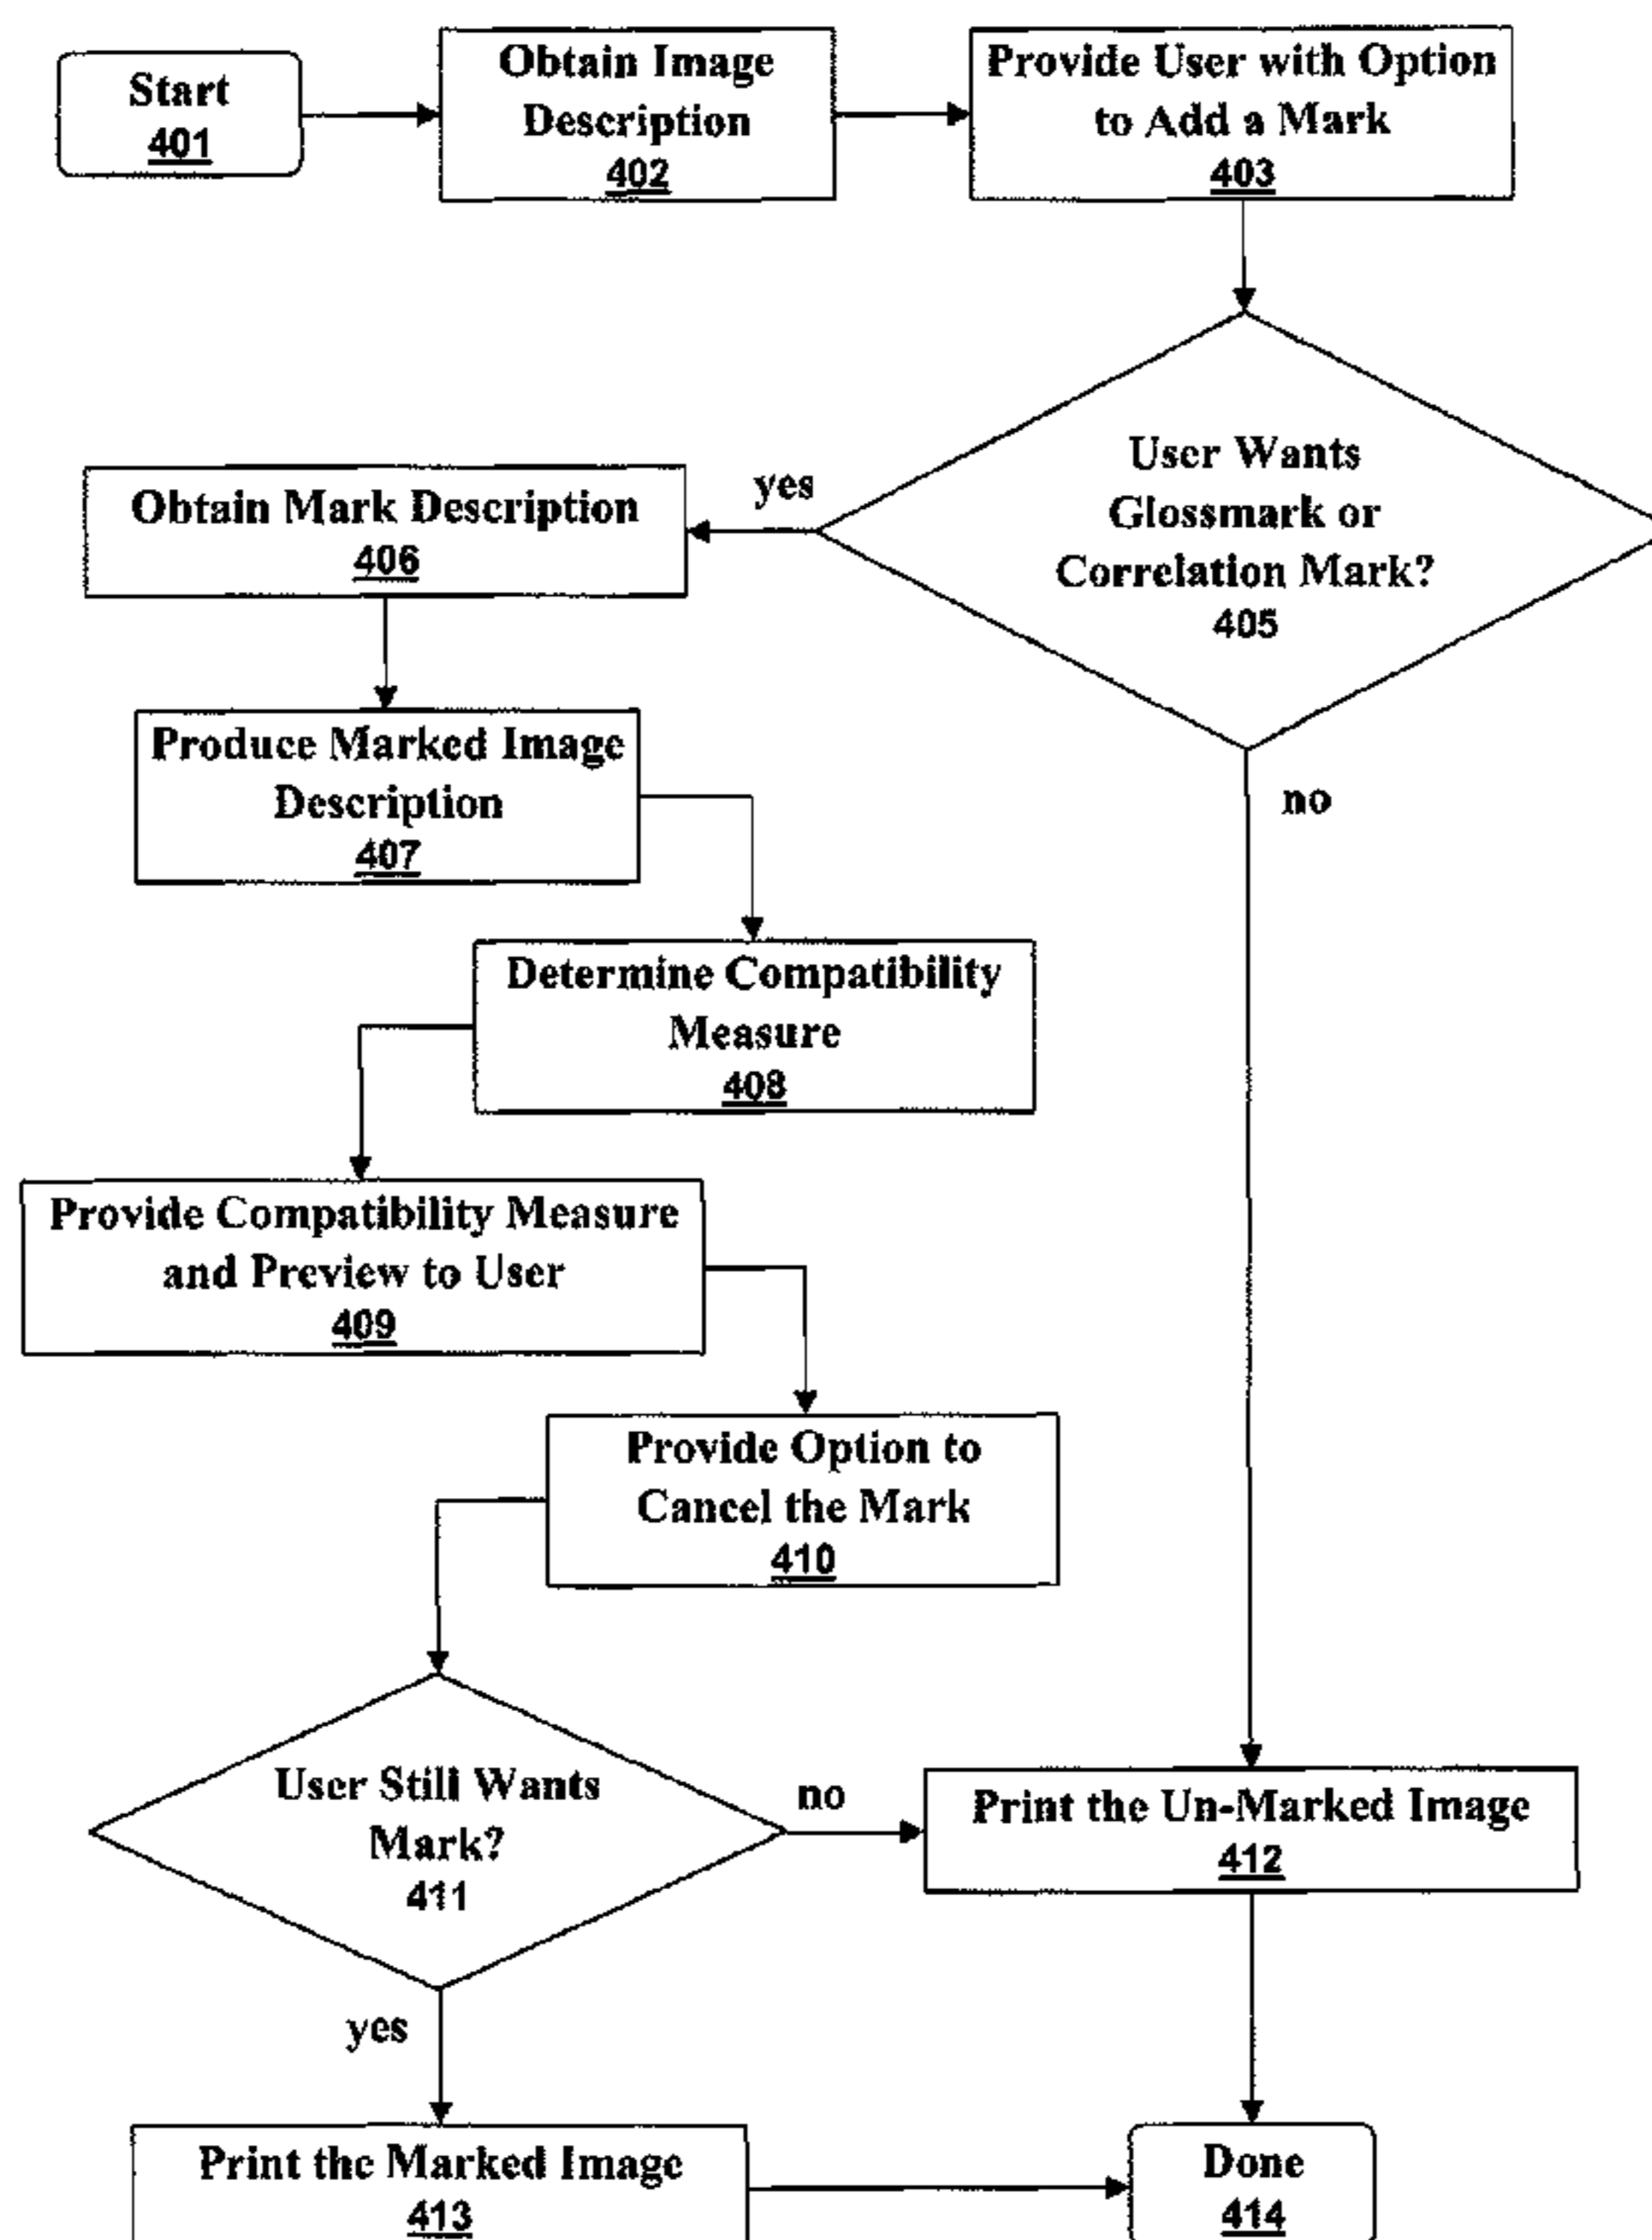 Start
401
Obtain Image
Description
402
Provide User with Option
to Add a Mark
403
User Wants
Glossmark or
Correlation Mark?
405
yes
no
Obtain Mark Description
406
Produce Marked Image
Description
407
Determine Compatibility
Measure
408
Provide Compatibility Measure
and Preview to User
409
Provide Option to
Cancel the Mark
410
User Still Wants
Mark?
411
no
yes
Print the Un-Marked Image
412
Print the Marked Image
413
Done
414